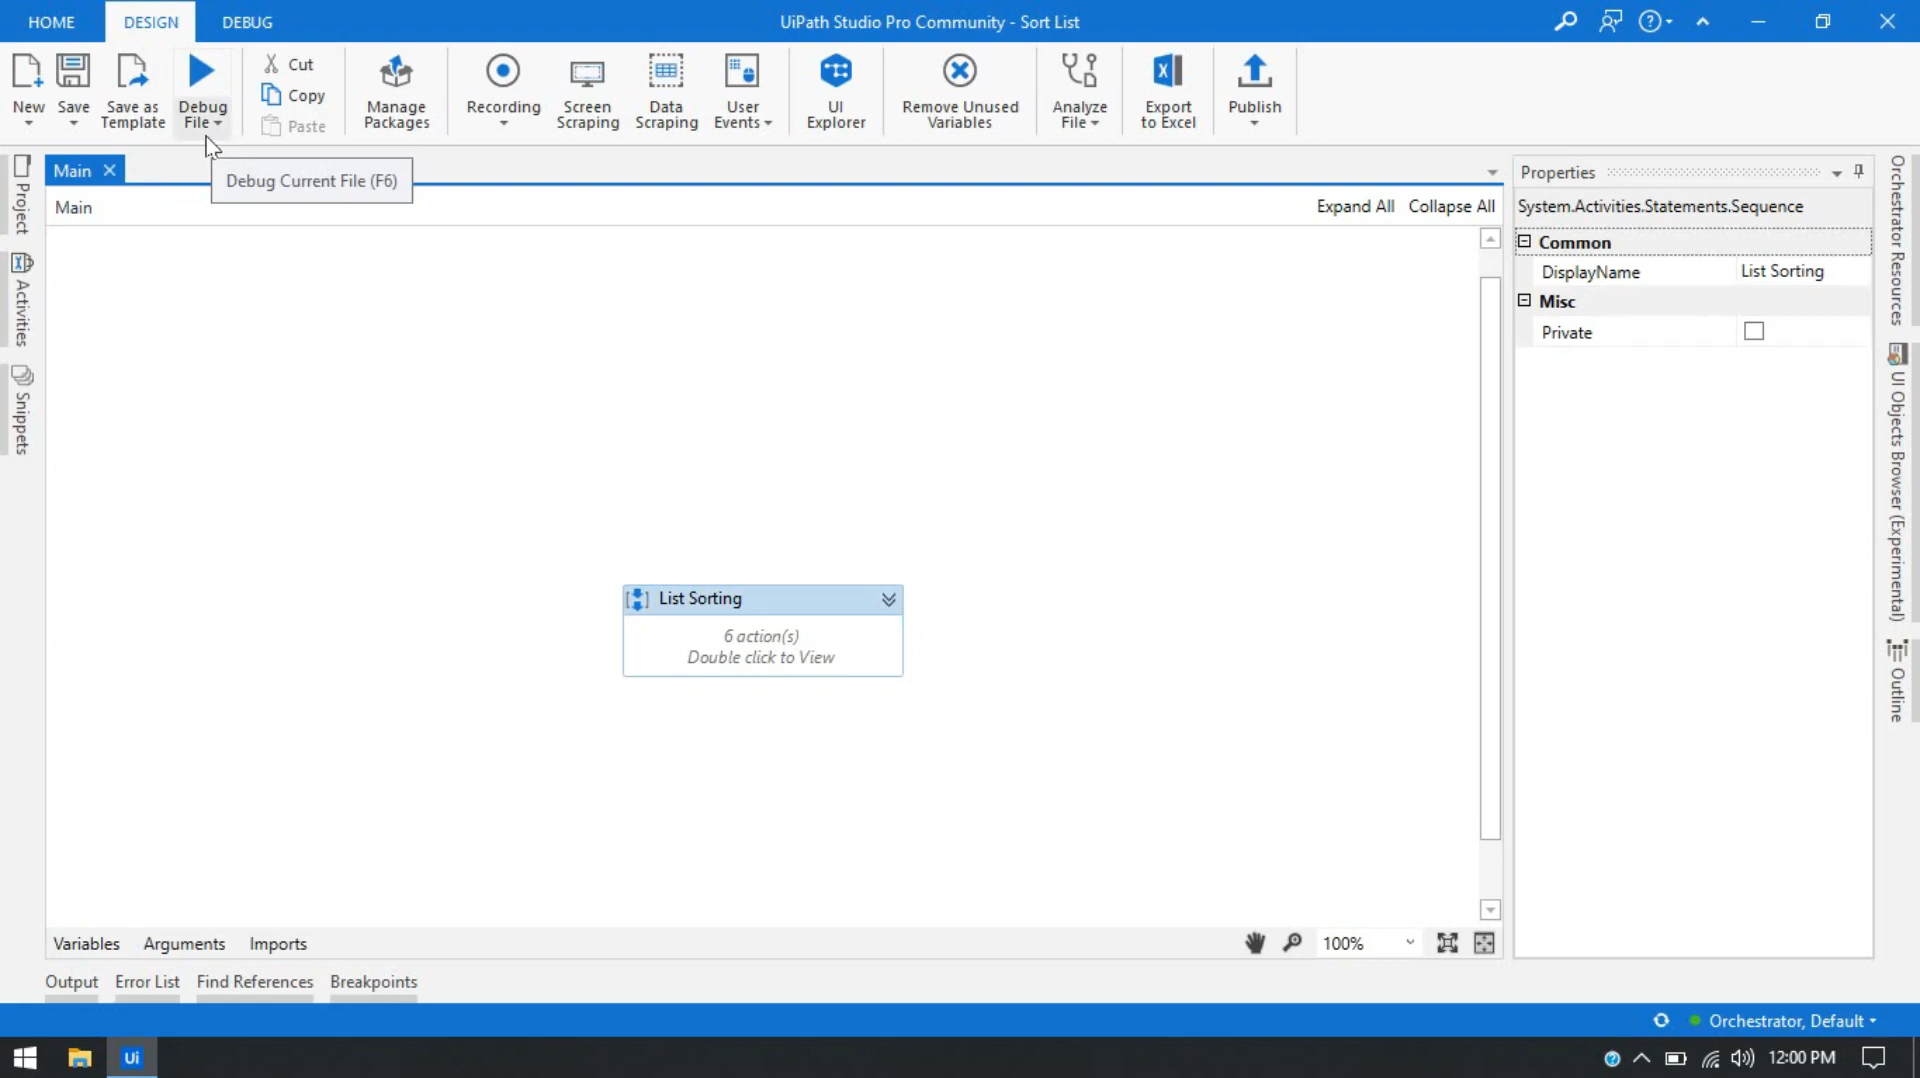 HOME DESIGN DEBUG UiPath Studio Pro Community - Sort List
New Save Save as Template Debug File Cut Copy Paste Manage Packages Recording Screen Scraping Data Scraping User Events UI Explorer Remove Unused Variables Analyze File Export to Excel Publish
Debug Current File (F6)
Main
Main Expand All Collapse All
Project
Activities
Snippets
List Sorting
6 action(s)
Double click to View
Properties
System.Activities.Statements.Sequence
Common
DisplayName List Sorting
Misc
Private
Orchestrator Resources
UI Objects Browser (Experimental)
Outline
Variables Arguments Imports 100%
Output Error List Find References Breakpoints
Orchestrator, Default
Ui 12:00 PM